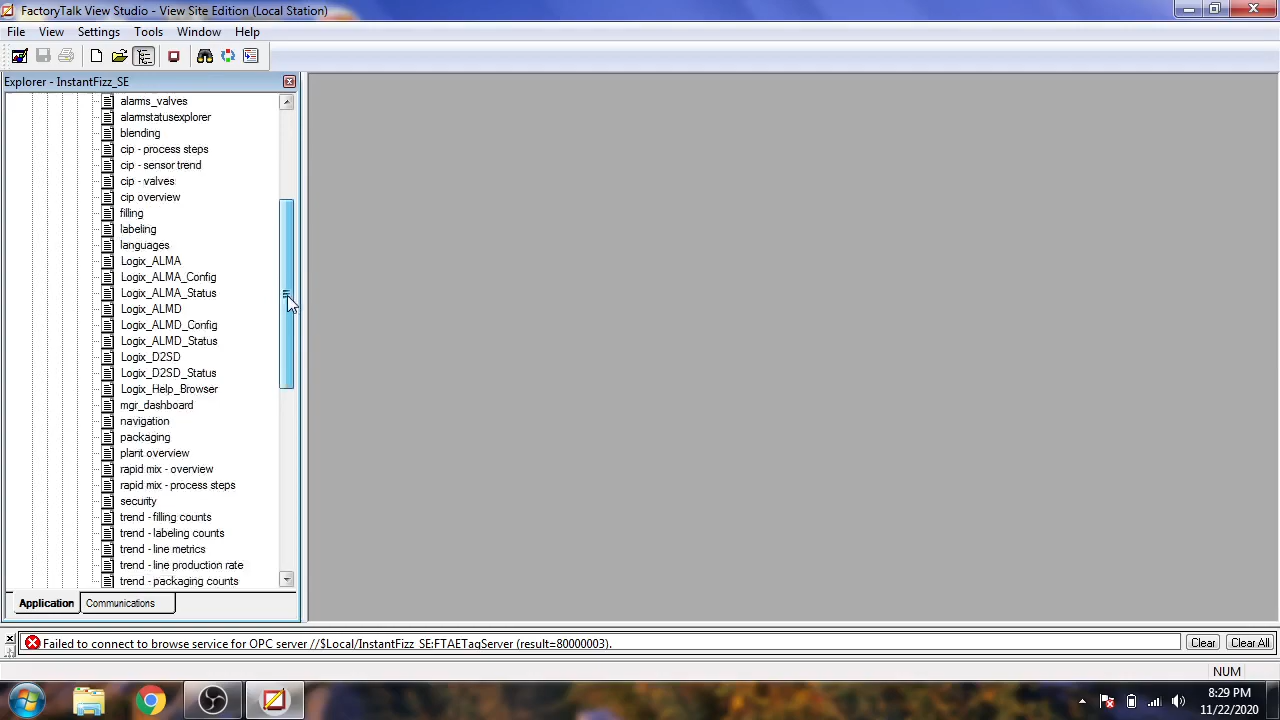 FactoryTalk View Studio - View Site Edition (Local Station)
File View Settings Tools Window Help
Explorer - InstantFizz_SE
alarms_valves
alarmstatusexplorer
blending
cip - process steps
cip - sensor trend
cip - valves
cip overview
filling
labeling
languages
Logix_ALMA
Logix_ALMA_Config
Logix_ALMA_Status
Logix_ALMD
Logix_ALMD_Config
Logix_ALMD_Status
Logix_D2SD
Logix_D2SD_Status
Logix_Help_Browser
mgr_dashboard
navigation
packaging
plant overview
rapid mix - overview
rapid mix - process steps
security
trend - filling counts
trend - labeling counts
trend - line metrics
trend - line production rate
trend - packaging counts
Application Communications
Failed to connect to browse service for OPC server //$Local/InstantFizz_SE:FTAETagServer (result=80000003). Clear Clear All
NUM
8:29 PM
11/22/2020